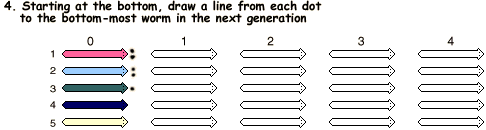 4. Starting at the bottom, draw a line from each dot
to the bottom-most worm in the next generation
0 1 2 3 4
1
2
3
4
5